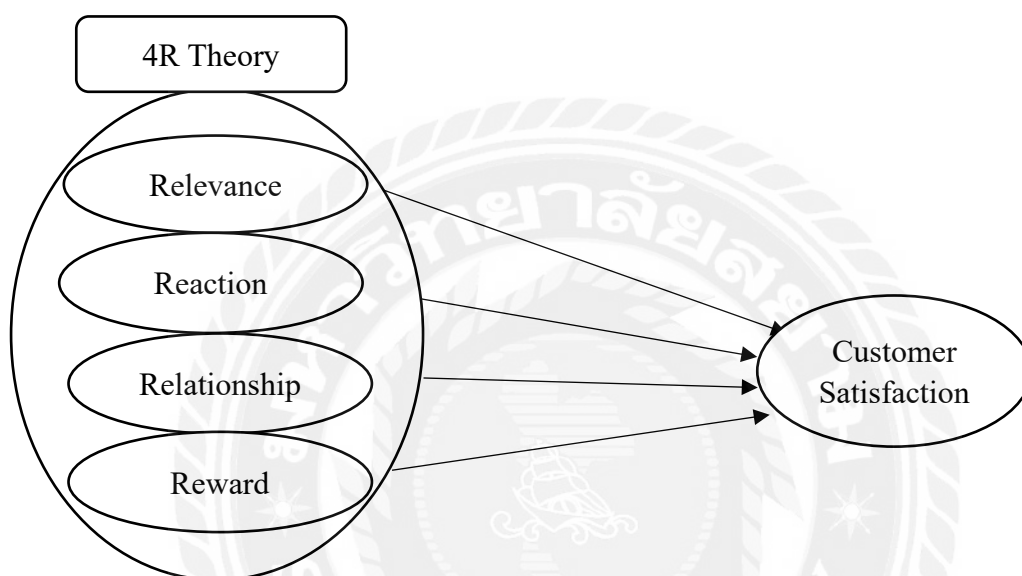 4R Theory
Relevance
Reaction
Relationship
Reward
Customer
Satisfaction